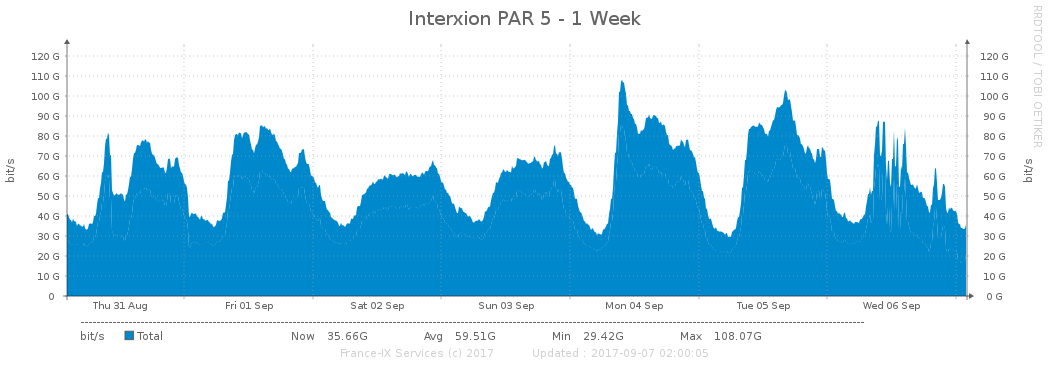 Interxion PAR 5 - 1 Week
RRDTOOL / TOBI OETIKER
bit/s
120 G 120 G
110 G 110 G
100 G 100 G
90 G 90 G
80 G 80 G
70 G 70 G
60 G 60 G
50 G 50 G
40 G 40 G
30 G 30 G
20 G 20 G
10 G 10 G
0 0 G
bit/s
Thu 31 Aug Fri 01 Sep Sat 02 Sep Sun 03 Sep Mon 04 Sep Tue 05 Sep Wed 06 Sep
bit/s Total Now 35.66G Avg 59.51G Min 29.42G Max 108.07G
France-IX Services (c) 2017 Updated : 2017-09-07 02:00:05